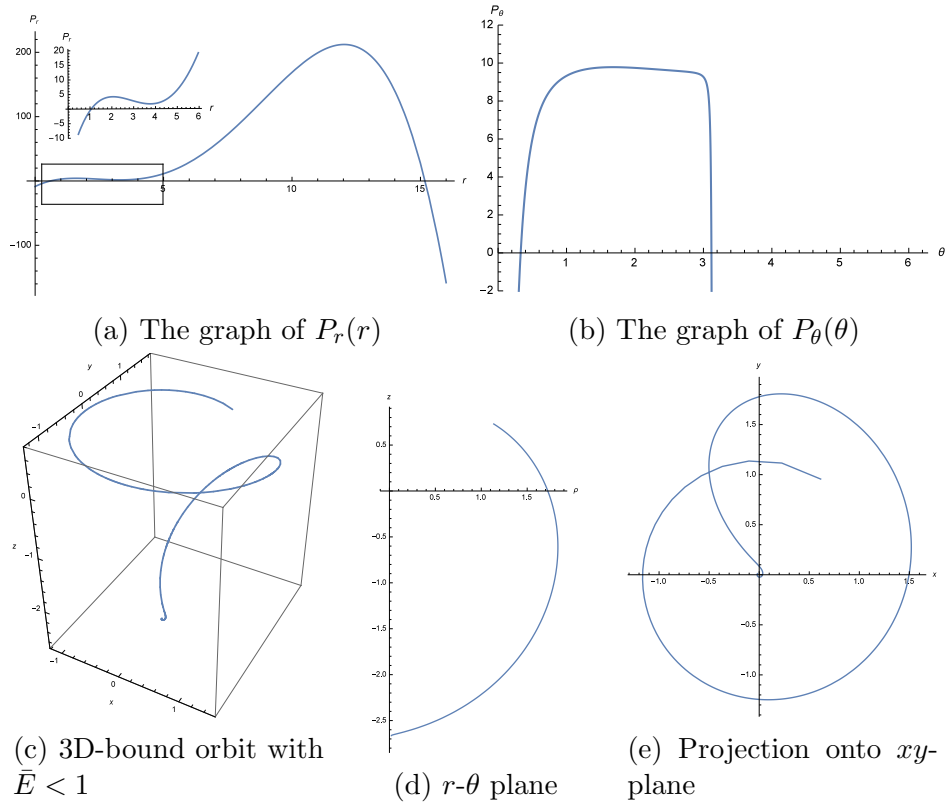 P_r
200
100
−100
5
10
15
r
P_r
20
15
10
5
−5
−10
1 2 3 4 5 6
r
P_θ
12
10
8
6
4
2
0
−2
1 2 3 4 5 6
θ
(a) The graph of P_r(r)
(b) The graph of P_θ(θ)
y
1
0
−1
0
z
−1
−2
−1
0
x
1
z
0.5
0.5 1.0 1.5
ρ
−0.5
−1.0
−1.5
−2.0
−2.5
y
1.5
1.0
0.5
−1.0 −0.5 0.5 1.0 1.5
x
−0.5
−1.0
(c) 3D-bound orbit with
Ē < 1
(d) r-θ plane
(e) Projection onto xy-
plane